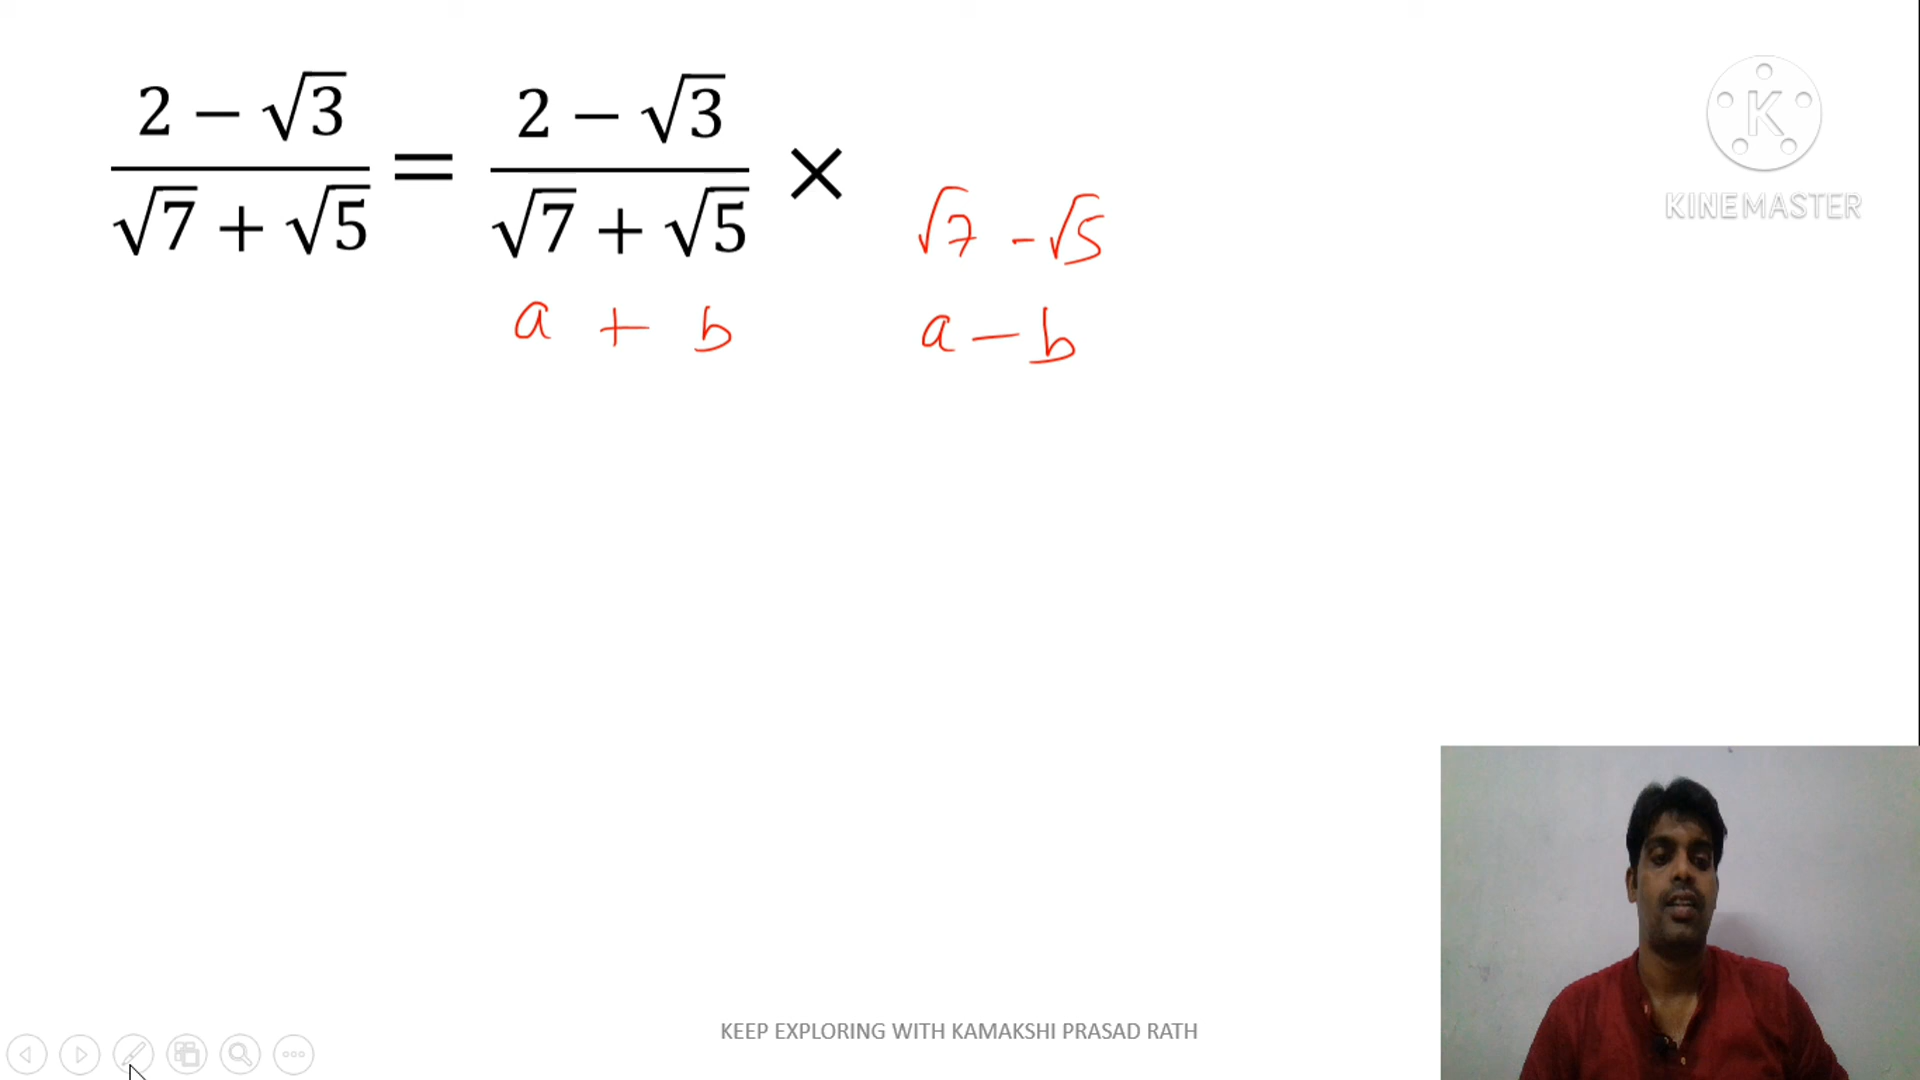 2 − √3 = 2 − √3 ×
√7 + √5 √7 + √5 √7 − √5
a + b a − b
K
KINEMASTER
KEEP EXPLORING WITH KAMAKSHI PRASAD RATH